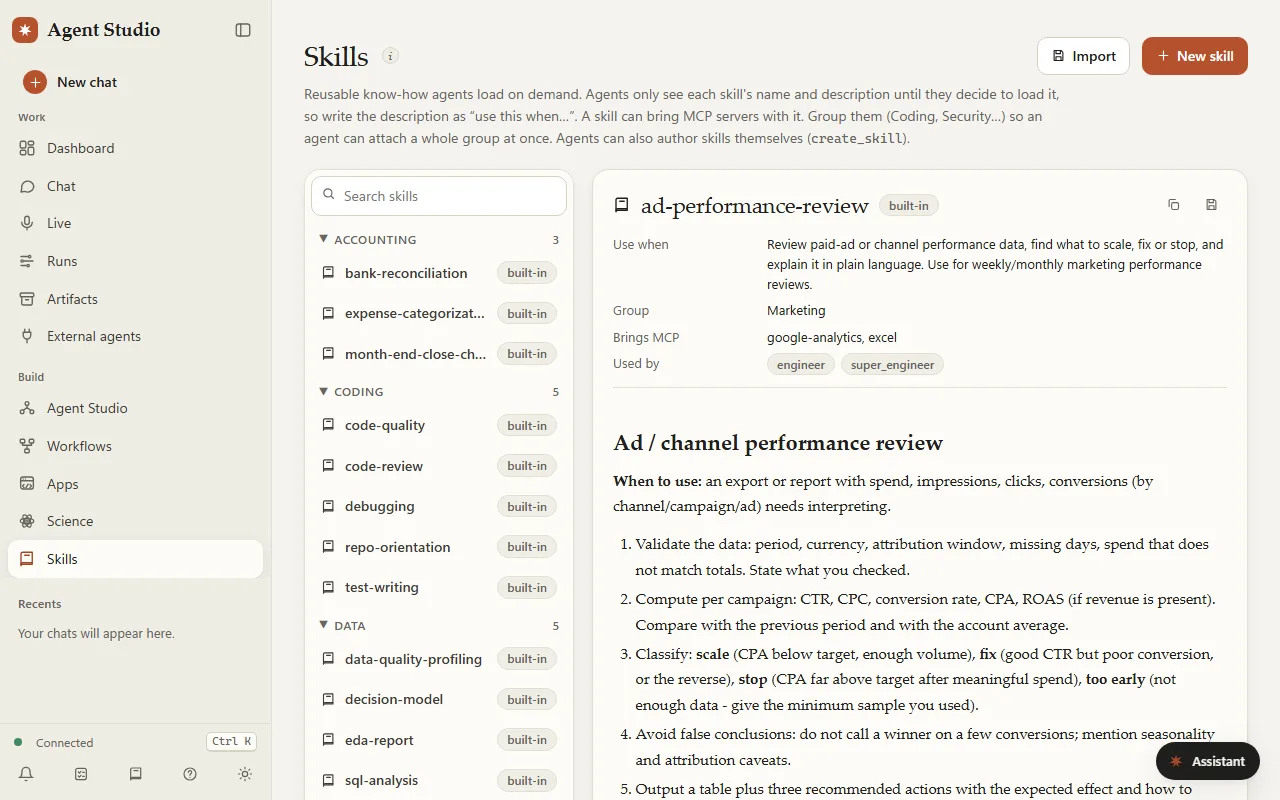 Agent Studio
New chat
Work
Dashboard
Chat
Live
Runs
Artifacts
External agents
Build
Agent Studio
Workflows
Apps
Science
Skills
Recents
Your chats will appear here.
Connected
Ctrl K
Skills
i
Import
New skill
Reusable know-how agents load on demand. Agents only see each skill's name and description until they decide to load it,
so write the description as “use this when…”. A skill can bring MCP servers with it. Group them (Coding, Security…) so an
agent can attach a whole group at once. Agents can also author skills themselves (create_skill).
Search skills
ACCOUNTING 3
bank-reconciliation built-in
expense-categorizat... built-in
month-end-close-ch... built-in
CODING 5
code-quality built-in
code-review built-in
debugging built-in
repo-orientation built-in
test-writing built-in
DATA 5
data-quality-profiling built-in
decision-model built-in
eda-report built-in
sql-analysis built-in
ad-performance-review built-in
Use when Review paid-ad or channel performance data, find what to scale, fix or stop, and
explain it in plain language. Use for weekly/monthly marketing performance
reviews.
Group Marketing
Brings MCP google-analytics, excel
Used by engineer super_engineer
Ad / channel performance review
When to use: an export or report with spend, impressions, clicks, conversions (by
channel/campaign/ad) needs interpreting.
1. Validate the data: period, currency, attribution window, missing days, spend that does
not match totals. State what you checked.
2. Compute per campaign: CTR, CPC, conversion rate, CPA, ROAS (if revenue is present).
Compare with the previous period and with the account average.
3. Classify: scale (CPA below target, enough volume), fix (good CTR but poor conversion,
or the reverse), stop (CPA far above target after meaningful spend), too early (not
enough data - give the minimum sample you used).
4. Avoid false conclusions: do not call a winner on a few conversions; mention seasonality
and attribution caveats.
5. Output a table plus three recommended actions with the expected effect and how to
Assistant